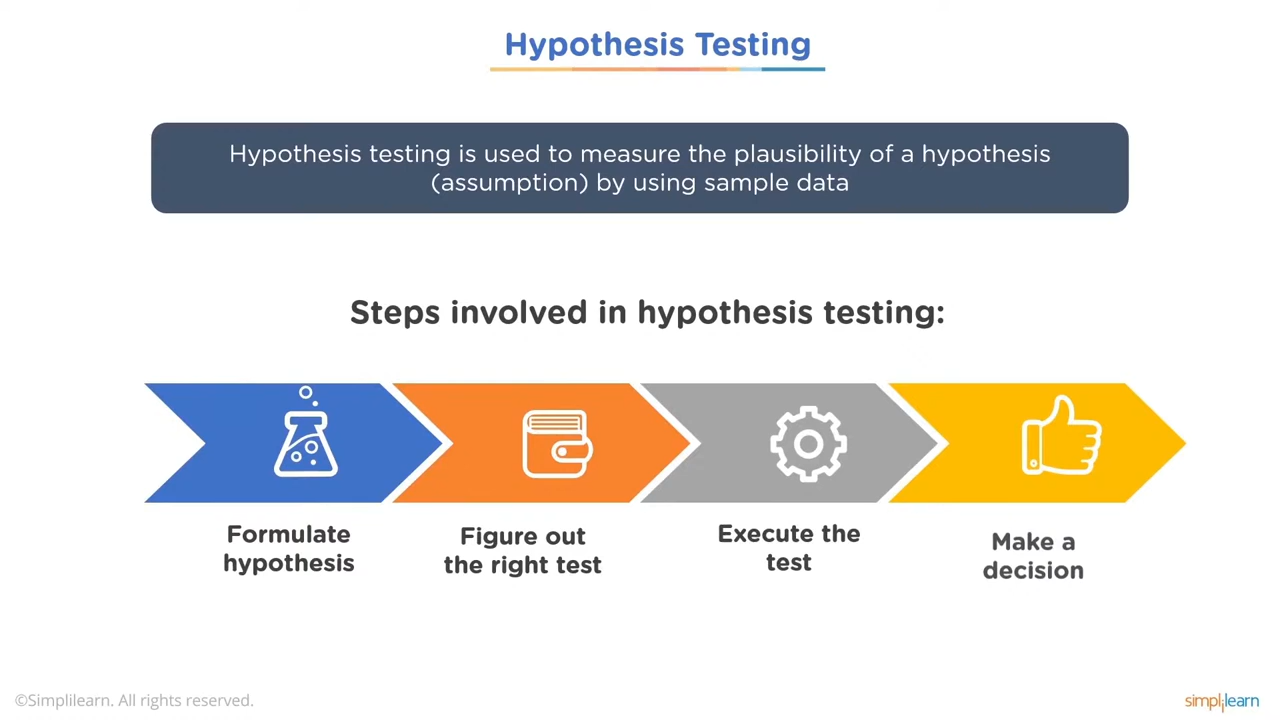 Hypothesis Testing
Hypothesis testing is used to measure the plausibility of a hypothesis
(assumption) by using sample data
Steps involved in hypothesis testing:
Formulate
hypothesis
Figure out
the right test
Execute the
test
Make a
decision
©Simplilearn. All rights reserved.
simplilearn